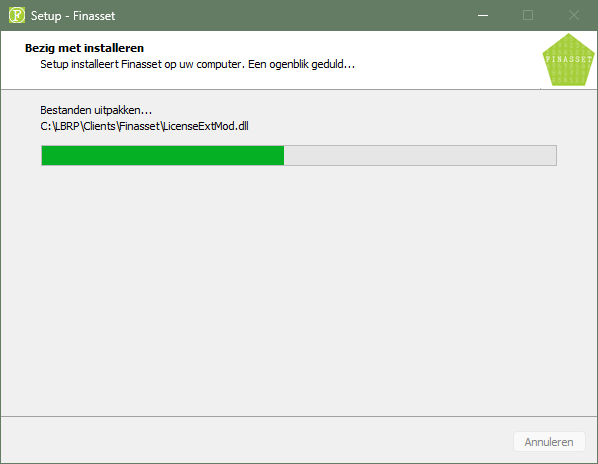 F Setup - Finasset
Bezig met installeren
Setup installeert Finasset op uw computer. Een ogenblik geduld...
FINASSET
Bestanden uitpakken...
C:\LBRP\Clients\Finasset\LicenseExtMod.dll
Annuleren